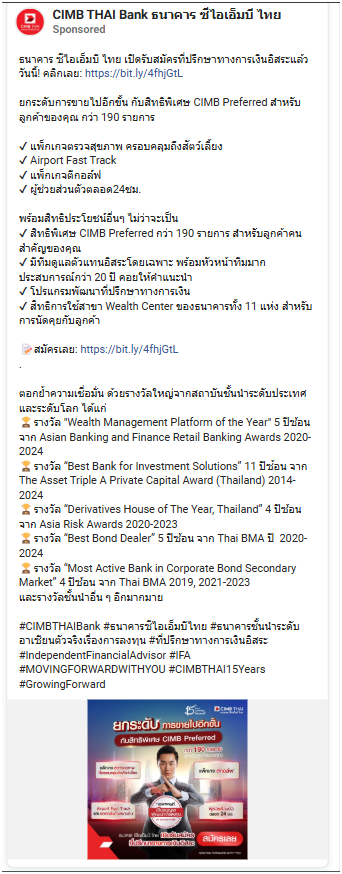 CIMB THAI Bank ธนาคาร ซีไอเอ็มบี ไทย
Sponsored
ธนาคาร ซีไอเอ็มบี ไทย เปิดรับสมัครที่ปรึกษาทางการเงินอิสระแล้ว
วันนี้! คลิกเลย: https://bit.ly/4fhjGtL
ยกระดับการขายไปอีกขั้น กับสิทธิพิเศษ CIMB Preferred สำหรับ
ลูกค้าของคุณ กว่า 190 รายการ
✓ แพ็กเกจตรวจสุขภาพ ครอบคลุมถึงสัตว์เลี้ยง
✓ Airport Fast Track
✓ แพ็กเกจตีกอล์ฟ
✓ ผู้ช่วยส่วนตัวตลอด24ชม.
พร้อมสิทธิประโยชน์อื่นๆ ไม่ว่าจะเป็น
✓ สิทธิพิเศษ CIMB Preferred กว่า 190 รายการ สำหรับลูกค้าคน
สำคัญของคุณ
✓ มีทีมดูแลตัวแทนอิสระโดยเฉพาะ พร้อมหัวหน้าทีมมาก
ประสบการณ์กว่า 20 ปี คอยให้คำแนะนำ
✓ โปรแกรมพัฒนาที่ปรึกษาทางการเงิน
✓ สิทธิการใช้สาขา Wealth Center ของธนาคารทั้ง 11 แห่ง สำหรับ
การนัดคุยกับลูกค้า
📝สมัครเลย: https://bit.ly/4fhjGtL
.
ตอกย้ำความเชื่อมั่น ด้วยรางวัลใหญ่จากสถาบันชั้นนำระดับประเทศ
และระดับโลก ได้แก่
🏆รางวัล "Wealth Management Platform of the Year" 5 ปีซ้อน
จาก Asian Banking and Finance Retail Banking Awards 2020-
2024
🏆รางวัล “Best Bank for Investment Solutions” 11 ปีซ้อน จาก
The Asset Triple A Private Capital Award (Thailand) 2014-
2024
🏆รางวัล “Derivatives House of The Year, Thailand” 4 ปีซ้อน
จาก Asia Risk Awards 2020-2023
🏆รางวัล “Best Bond Dealer” 5 ปีซ้อน จาก Thai BMA ปี 2020-
2024
🏆รางวัล “Most Active Bank in Corporate Bond Secondary
Market” 4 ปีซ้อน จาก Thai BMA 2019, 2021-2023
และรางวัลชั้นนำอื่น ๆ อีกมากมาย
#CIMBTHAIBank #ธนาคารซีไอเอ็มบีไทย #ธนาคารชั้นนำระดับ
อาเซียนตัวจริงเรื่องการลงทุน #ที่ปรึกษาทางการเงินอิสระ
#IndependentFinancialAdvisor #IFA
#MOVINGFORWARDWITHYOU #CIMBTHAI15Years
#GrowingForward
CIMB THAI
ยกระดับ การขายไปอีกขั้น
กับสิทธิพิเศษ CIMB Preferred
กว่า 190 รายการ
แพ็กเกจ ตีกอล์ฟ
Airport Fast Track
ตลอด 24 ชม.
สมัครเลย